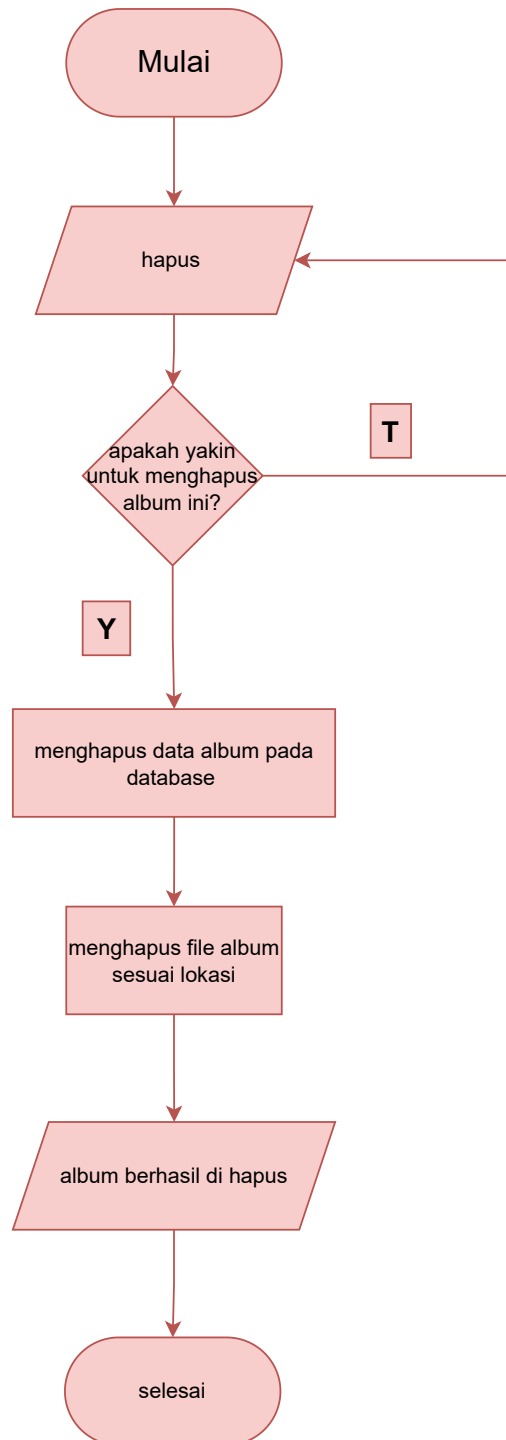 Mulai
hapus
apakah yakin
untuk menghapus
album ini?
T
Y
menghapus data album pada
database
menghapus file album
sesuai lokasi
album berhasil di hapus
selesai